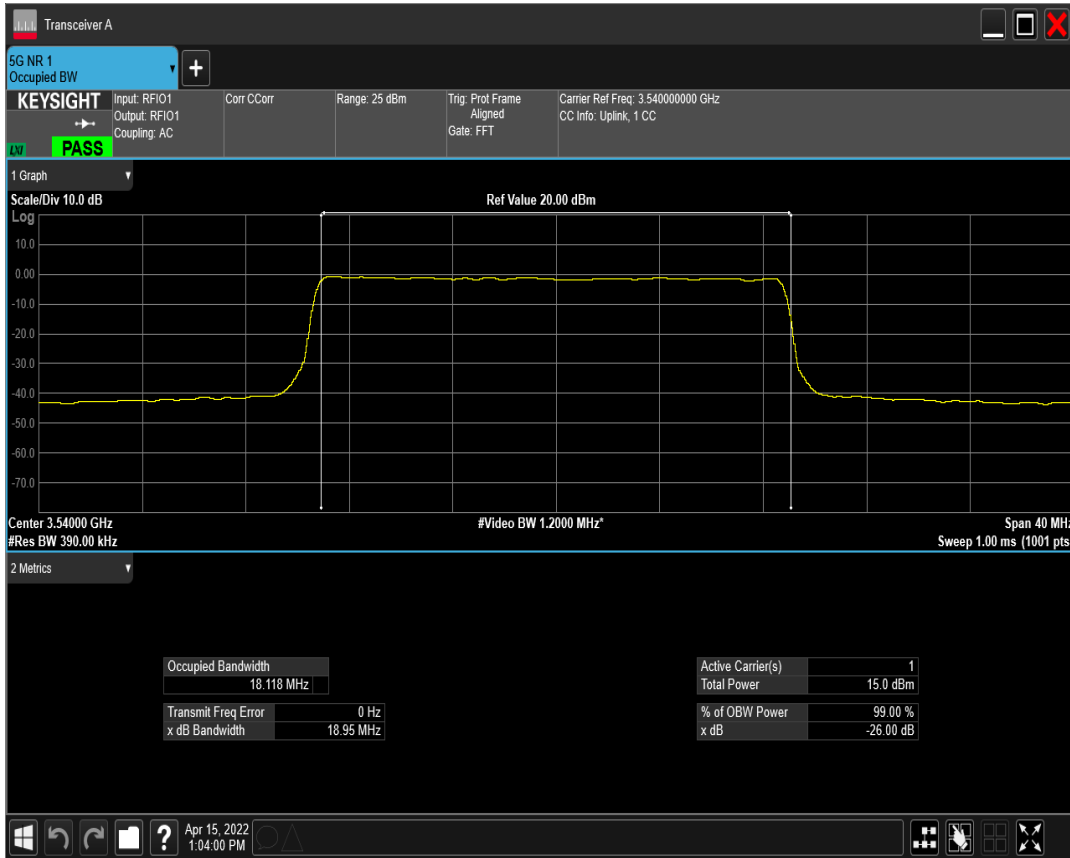 Transceiver A
5G NR 1
Occupied BW
KEYSIGHT
Input: RFIO1
Output: RFIO1
Coupling: AC
Corr CCorr
Range: 25 dBm
Trig: Prot Frame
Aligned
Gate: FFT
Carrier Ref Freq: 3.540000000 GHz
CC Info: Uplink, 1 CC
LXI
PASS
1 Graph
Scale/Div 10.0 dB
Ref Value 20.00 dBm
Log
10.0
0.00
-10.0
-20.0
-30.0
-40.0
-50.0
-60.0
-70.0
Center 3.54000 GHz
#Video BW 1.2000 MHz*
Span 40 MHz
#Res BW 390.00 kHz
Sweep 1.00 ms (1001 pts
2 Metrics
Occupied Bandwidth
18.118 MHz
Transmit Freq Error 0 Hz
x dB Bandwidth 18.95 MHz
Active Carrier(s) 1
Total Power 15.0 dBm
% of OBW Power 99.00 %
x dB -26.00 dB
Apr 15, 2022
1:04:00 PM